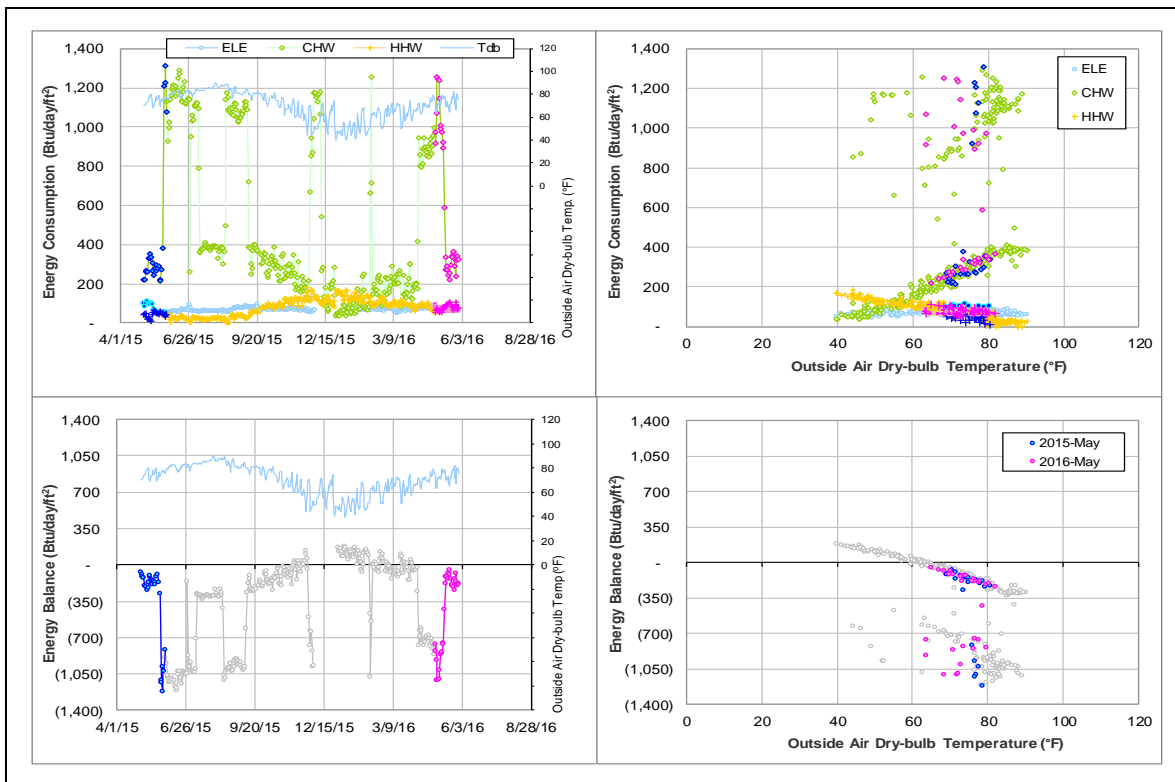 ELE CHW HHW Tdb
Energy Consumption (Btu/day/ft²)
1,400
1,200
1,000
800
600
400
200
-
120
100
80
60
40
20
0
Outside Air Dry-bulb Temp. (°F)
4/1/15 6/26/15 9/20/15 12/15/15 3/9/16 6/3/16 8/28/16
ELE
CHW
HHW
Energy Consumption (Btu/day/ft²)
1,400
1,200
1,000
800
600
400
200
-
0 20 40 60 80 100 120
Outside Air Dry-bulb Temperature (°F)
Energy Balance (Btu/day/ft²)
1,400
1,050
700
350
-
(350)
(700)
(1,050)
(1,400)
120
100
80
60
40
20
0
Outside Air Dry-bulb Temp (°F)
4/1/15 6/26/15 9/20/15 12/15/15 3/9/16 6/3/16 8/28/16
2015-May
2016-May
Energy Balance (Btu/day/ft²)
1,400
1,050
700
350
-
(350)
(700)
(1,050)
(1,400)
0 20 40 60 80 100 120
Outside Air Dry-bulb Temperature (°F)